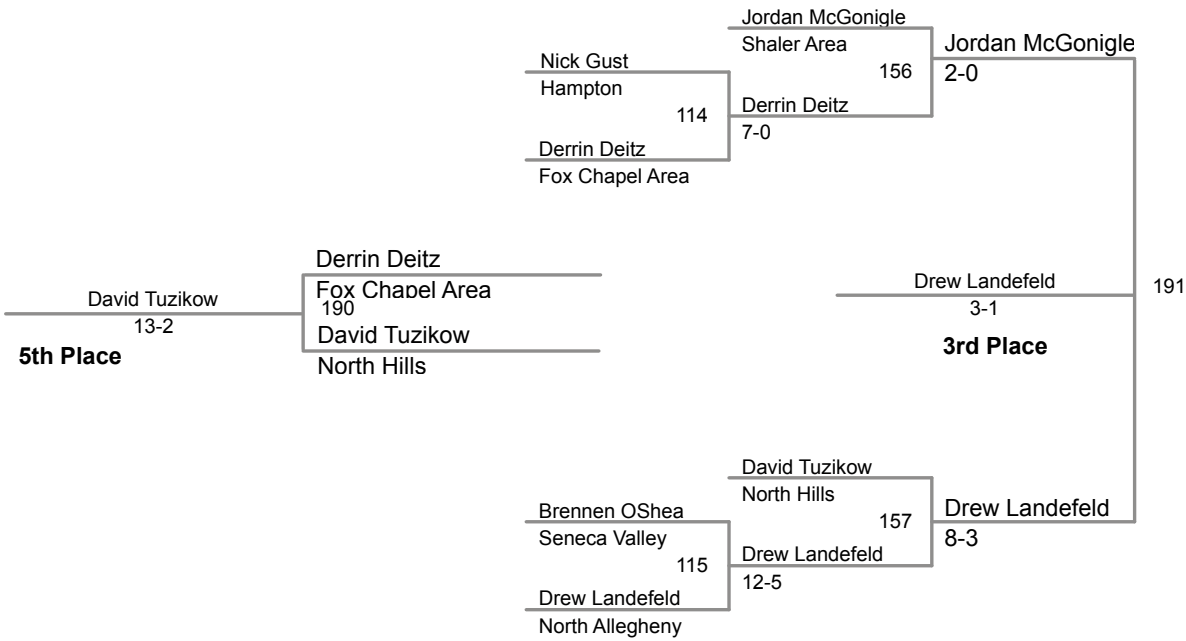 Jordan McGonigle
Shaler Area
Jordan McGonigle
156
2-0
Nick Gust
Hampton
114
Derrin Deitz
7-0
Derrin Deitz
Fox Chapel Area
Derrin Deitz
Fox Chapel Area
190
David Tuzikow
North Hills
David Tuzikow
13-2
5th Place
Drew Landefeld
3-1
3rd Place
191
David Tuzikow
North Hills
157
Drew Landefeld
8-3
Brennen OShea
Seneca Valley
115
Drew Landefeld
12-5
Drew Landefeld
North Allegheny